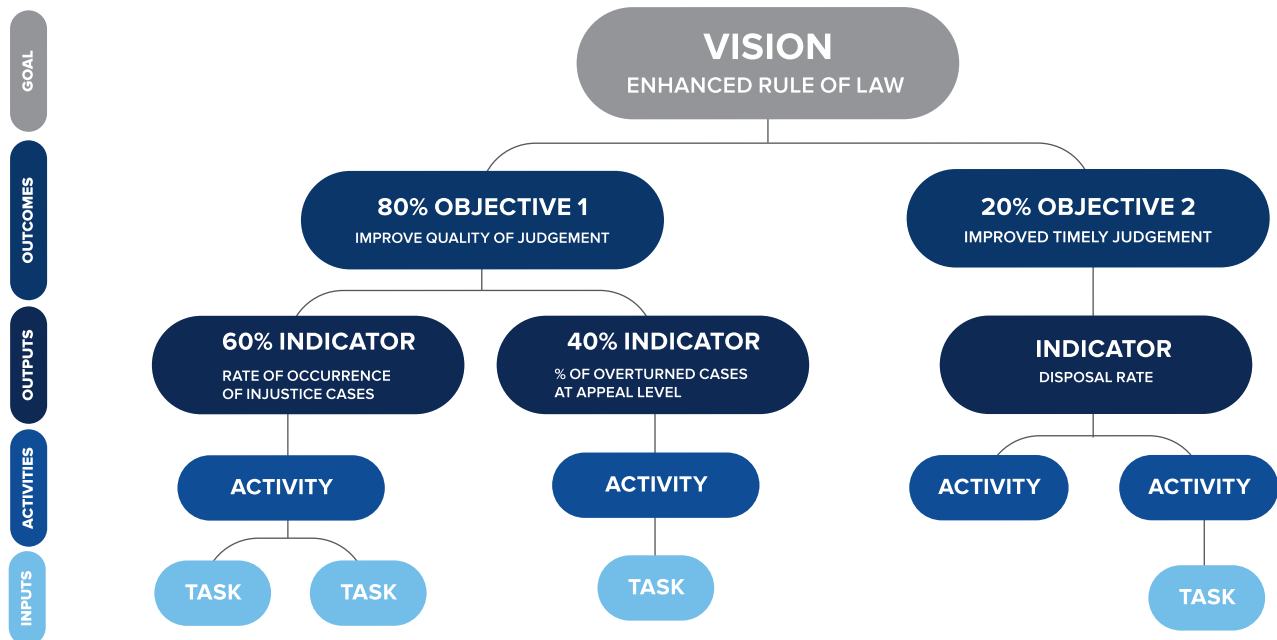 GOAL
VISION
ENHANCED RULE OF LAW
OUTCOMES
80% OBJECTIVE 1
IMPROVE QUALITY OF JUDGEMENT
20% OBJECTIVE 2
IMPROVED TIMELY JUDGEMENT
OUTPUTS
60% INDICATOR
RATE OF OCCURRENCE
OF INJUSTICE CASES
40% INDICATOR
% OF OVERTURNED CASES
AT APPEAL LEVEL
INDICATOR
DISPOSAL RATE
ACTIVITIES
ACTIVITY
ACTIVITY
ACTIVITY
ACTIVITY
INPUTS
TASK
TASK
TASK
TASK